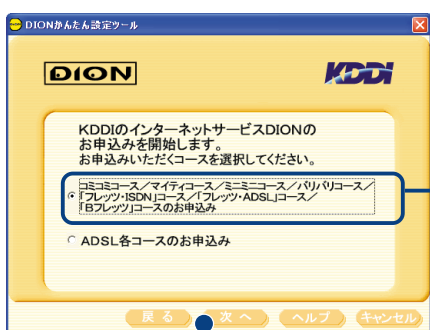 DIONかんたん設定ツール
DION
KDDI
KDDIのインターネットサービスDIONの
お申込みを開始します。
お申込みいただくコースを選択してください。
コミコミコース／マイティコース／ミニミニコース／バリバリコース／
「フレッツ・ISDN」コース／「フレッツ・ADSL」コース／
「Bフレッツ」コースのお申込み
ADSL各コースのお申込み
戻る 次へ ヘルプ キャンセル